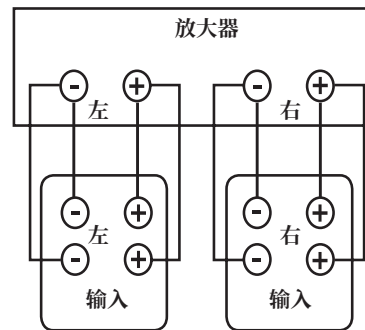 放大器
- + - +
左 右
- + - +
左 右
- + - +
输入 输入